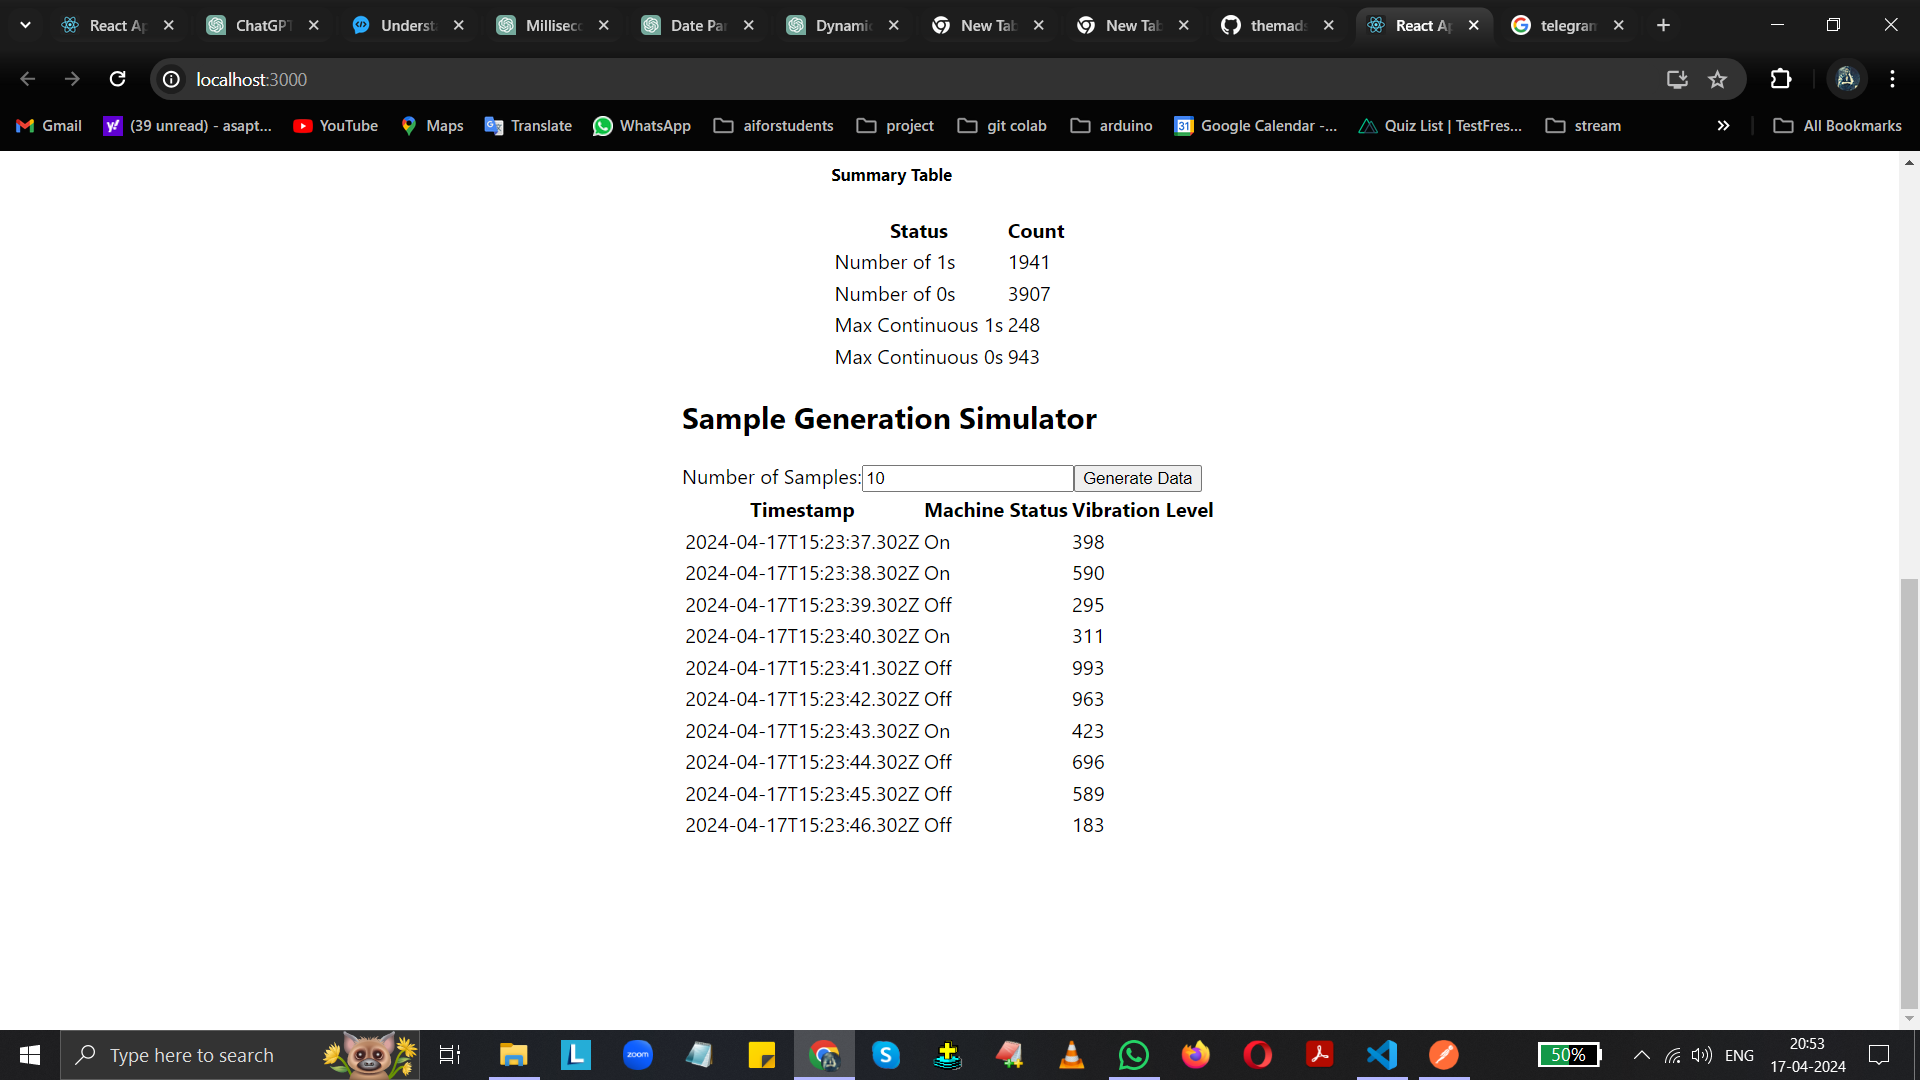 React Ap
ChatGPT
Understa
Millisecc
Date Par
Dynamic
New Tab
New Tab
themads
React Ap
telegram
localhost:3000
Gmail
(39 unread) - asapt...
YouTube
Maps
Translate
WhatsApp
aiforstudents
project
git colab
arduino
31
Google Calendar -...
Quiz List | TestFres...
stream
All Bookmarks
Summary Table
Status Count
Number of 1s 1941
Number of 0s 3907
Max Continuous 1s 248
Max Continuous 0s 943
Sample Generation Simulator
Number of Samples: 10 Generate Data
Timestamp Machine Status Vibration Level
2024-04-17T15:23:37.302Z On 398
2024-04-17T15:23:38.302Z On 590
2024-04-17T15:23:39.302Z Off 295
2024-04-17T15:23:40.302Z On 311
2024-04-17T15:23:41.302Z Off 993
2024-04-17T15:23:42.302Z Off 963
2024-04-17T15:23:43.302Z On 423
2024-04-17T15:23:44.302Z Off 696
2024-04-17T15:23:45.302Z Off 589
2024-04-17T15:23:46.302Z Off 183
Type here to search
L
zoom
S
50%
ENG
20:53
17-04-2024